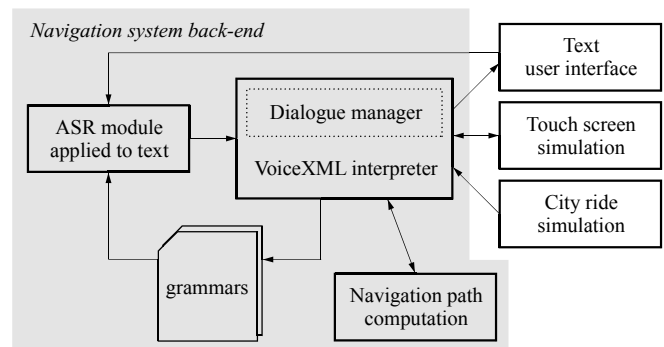 Navigation system back-end
Text
user interface
Dialogue manager
ASR module
applied to text
Touch screen
simulation
VoiceXML interpreter
City ride
simulation
grammars
Navigation path
computation